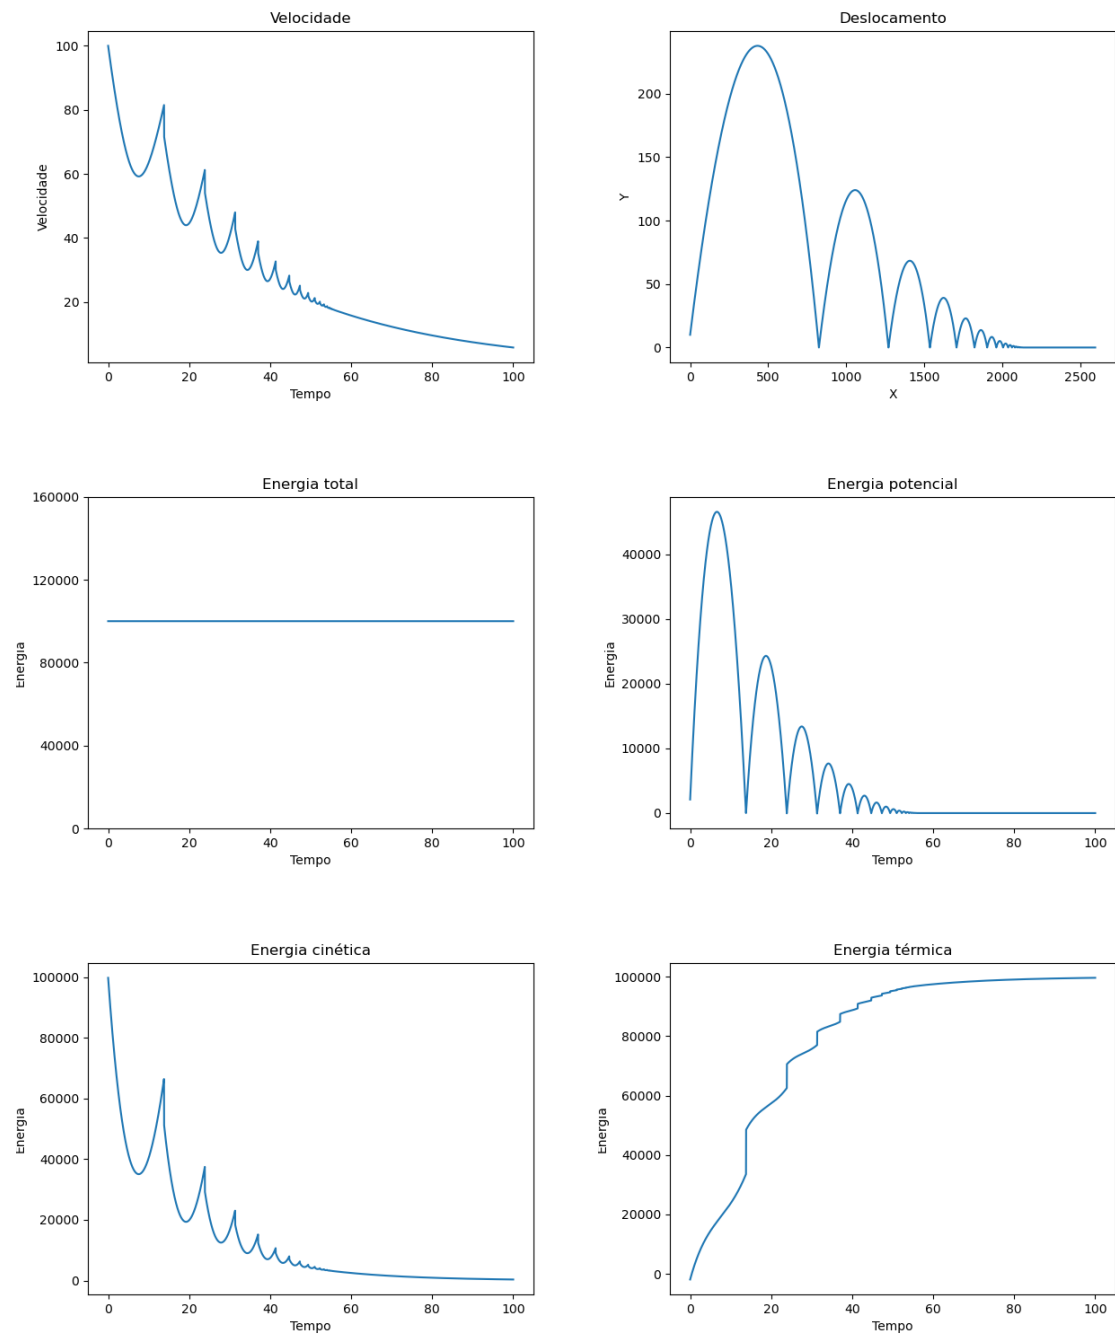 Velocidade
Velocidade
100
80
60
40
20
0 20 40 60 80 100
Tempo
Deslocamento
Y
200
150
100
50
0
0 500 1000 1500 2000 2500
X
Energia total
Energia
160000
120000
80000
40000
0
0 20 40 60 80 100
Tempo
Energia potencial
Energia
40000
30000
20000
10000
0
0 20 40 60 80 100
Tempo
Energia cinética
Energia
100000
80000
60000
40000
20000
0
0 20 40 60 80 100
Tempo
Energia térmica
Energia
100000
80000
60000
40000
20000
0
0 20 40 60 80 100
Tempo